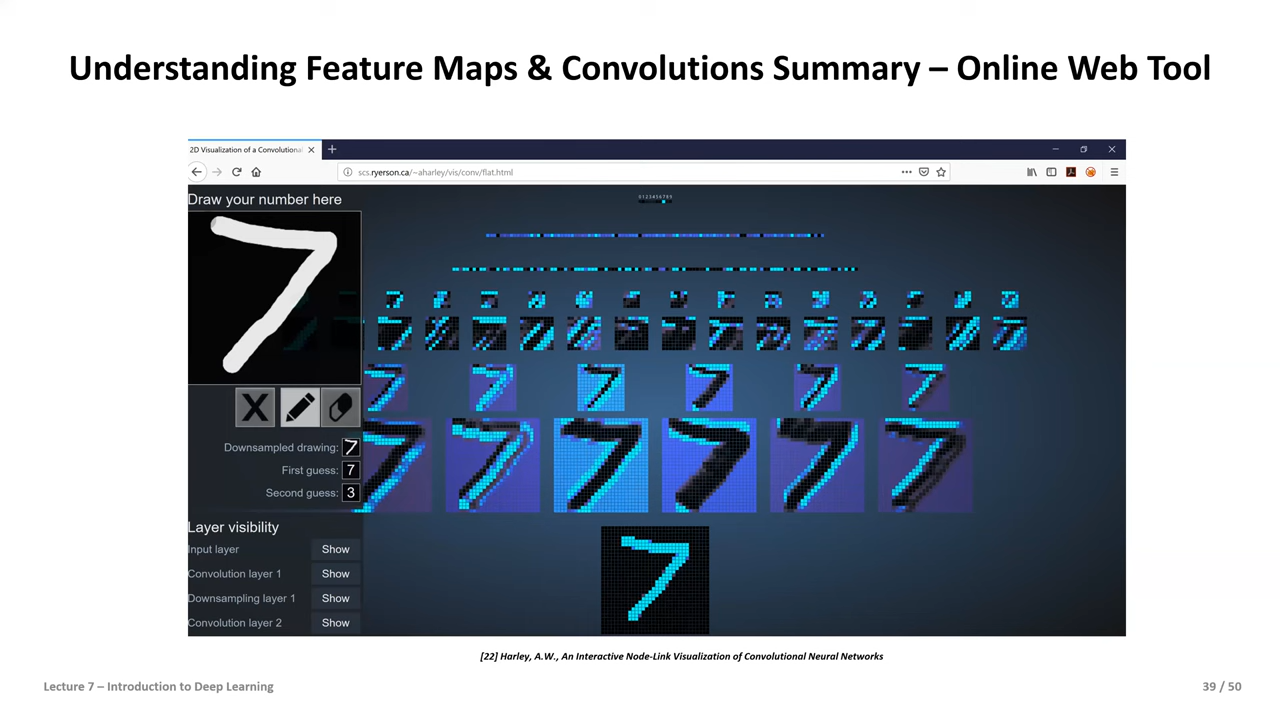 Understanding Feature Maps & Convolutions Summary – Online Web Tool
2D Visualization of a Convolutional
scs.ryerson.ca/~aharley/vis/conv/flat.html
Draw your number here
0123456789
7
X
Downsampled drawing: 7
First guess: 7
Second guess: 3
Layer visibility
Input layer Show
Convolution layer 1 Show
Downsampling layer 1 Show
Convolution layer 2 Show
[22] Harley, A.W., An Interactive Node-Link Visualization of Convolutional Neural Networks
Lecture 7 – Introduction to Deep Learning
39 / 50